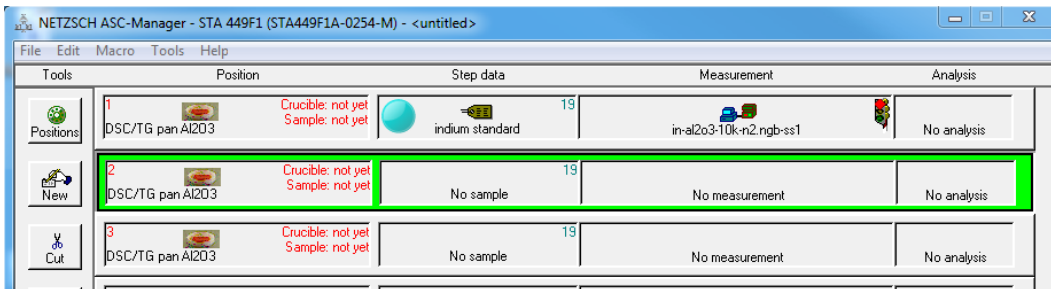 NETZSCH ASC-Manager - STA 449F1 (STA449F1A-0254-M) - <untitled>
File Edit Macro Tools Help
Tools Position Step data Measurement Analysis
Positions
1
Crucible: not yet
Sample: not yet
DSC/TG pan Al2O3
19
indium standard
in-al2o3-10k-n2.ngb-ss1
No analysis
New
2
Crucible: not yet
Sample: not yet
DSC/TG pan Al2O3
19
No sample
No measurement
No analysis
Cut
3
Crucible: not yet
Sample: not yet
DSC/TG pan Al2O3
19
No sample
No measurement
No analysis